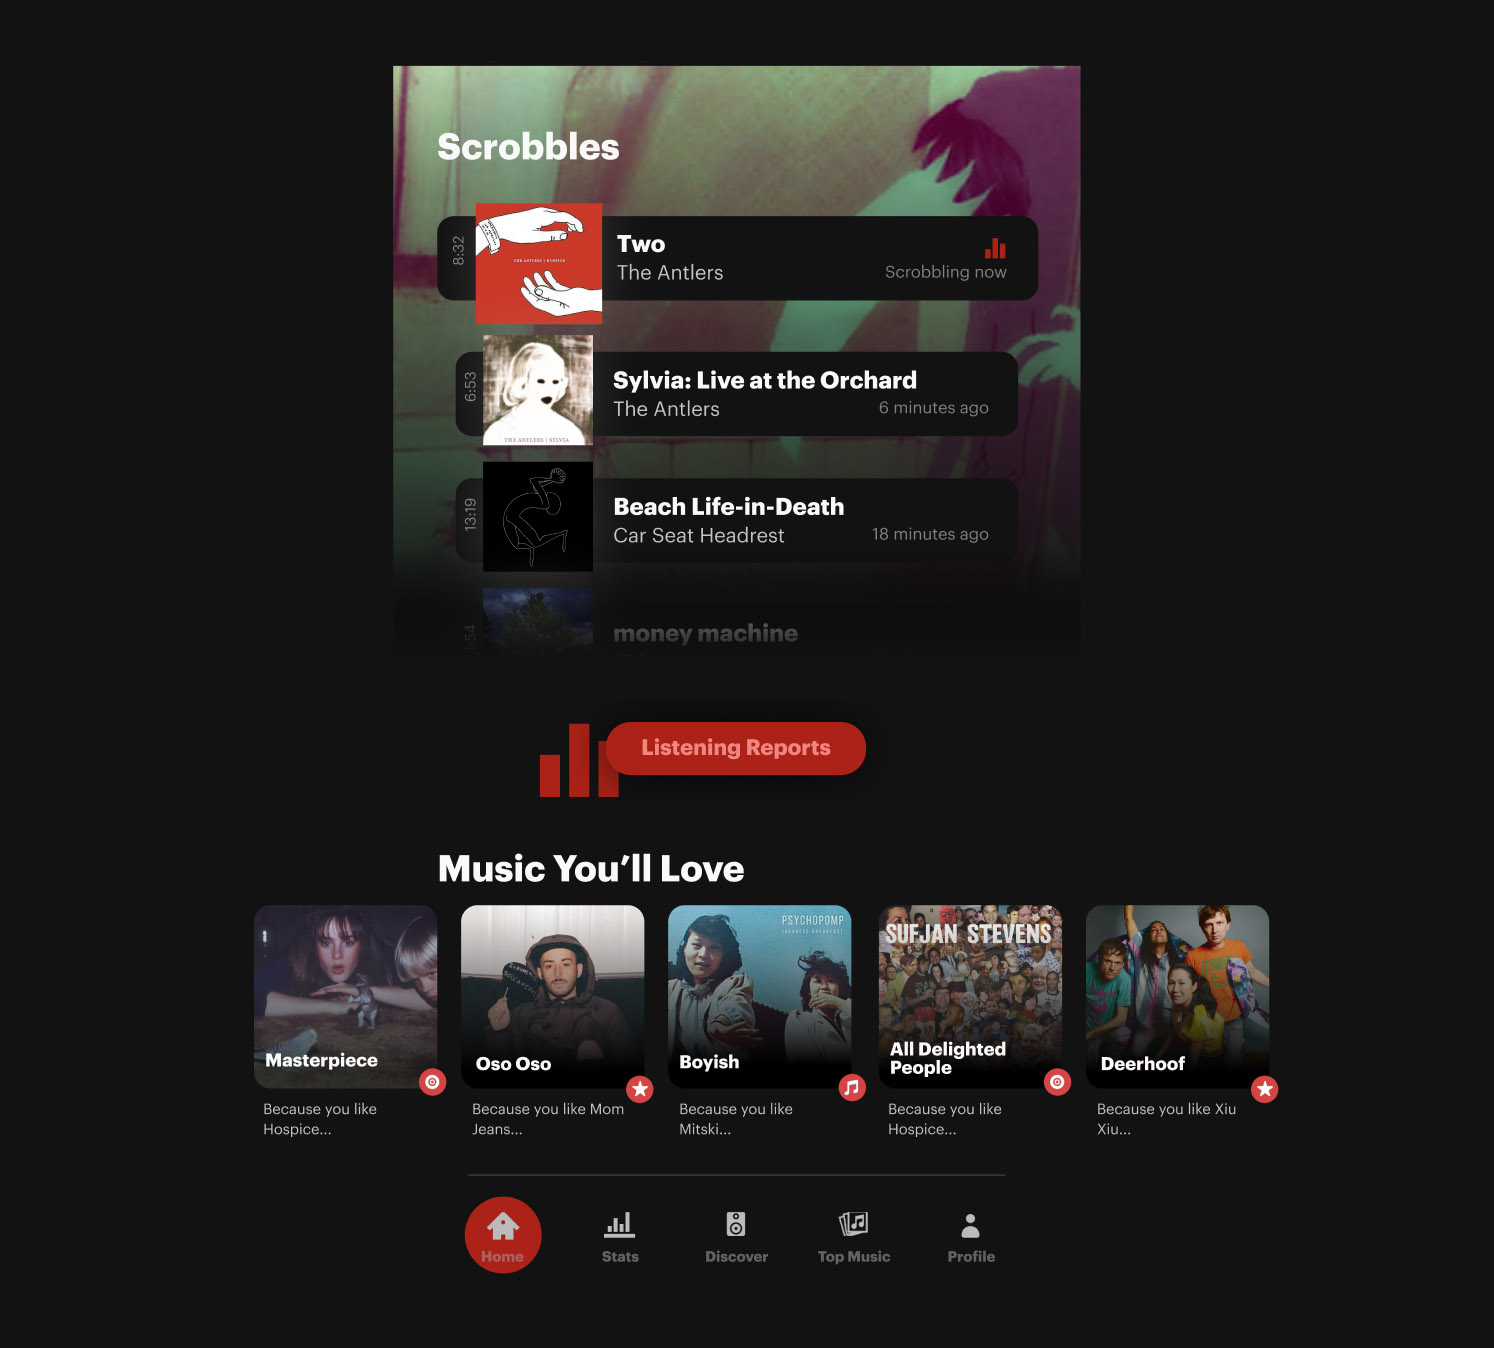 Scrobbles
8:32
THE ANTLERS | HOSPICE
Two
The Antlers
Scrobbling now
6:53
THE ANTLERS | SYLVIA
Sylvia: Live at the Orchard
The Antlers
6 minutes ago
13:19
Beach Life-in-Death
Car Seat Headrest
18 minutes ago
1:54
money machine
Listening Reports
Music You’ll Love
Masterpiece
Because you like
Hospice...
Oso Oso
Because you like Mom
Jeans...
PSYCHOPOMP
JAPANESE BREAKFAST
Boyish
Because you like
Mitski...
SUFJAN STEVENS
All Delighted
People
Because you like
Hospice...
Deerhoof
Because you like Xiu
Xiu...
Home
Stats
Discover
Top Music
Profile